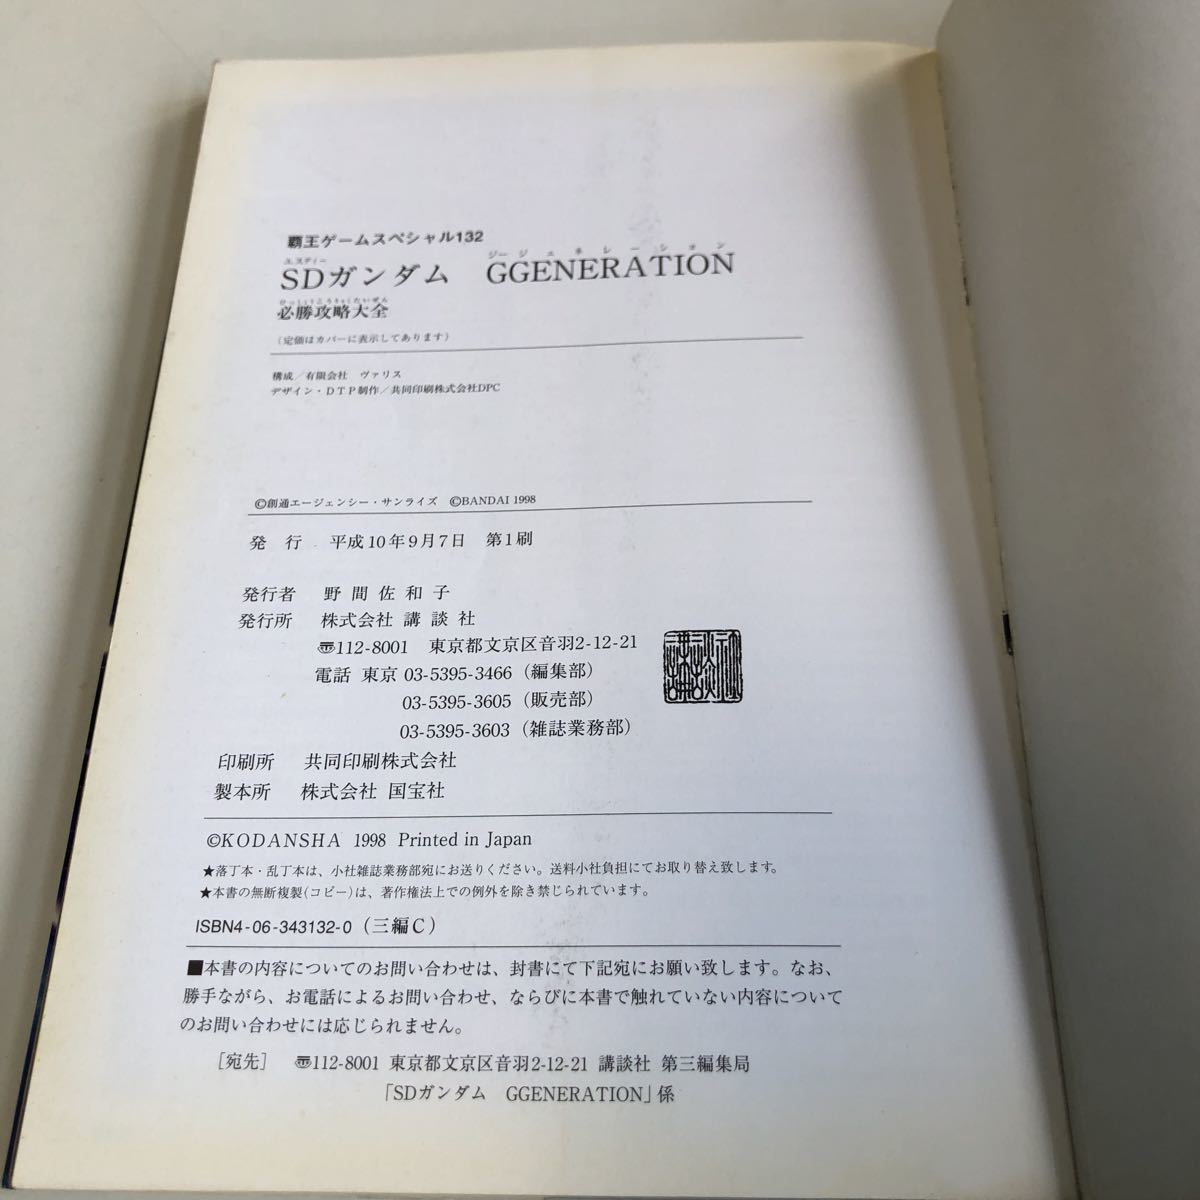 覇王ゲームスペシャル132
エスディー ジージェネレーション
SDガンダム GGENERATION
ひっしょうこうりゃくたいぜん
必勝攻略大全
(定価はカバーに表示してあります)
構成／有限会社 ヴァリス
デザイン・DTP制作／共同印刷株式会社DPC
©創通エージェンシー・サンライズ ©BANDAI 1998
発 行 平成10年9月7日 第1刷
発行者 野間佐和子
発行所 株式会社 講談社
〠112-8001 東京都文京区音羽2-12-21
電話 東京 03-5395-3466 (編集部)
03-5395-3605 (販売部)
03-5395-3603 (雑誌業務部)
印刷所 共同印刷株式会社
製本所 株式会社 国宝社
©KODANSHA 1998 Printed in Japan
★落丁本・乱丁本は、小社雑誌業務部宛にお送りください。送料小社負担にてお取り替え致します。
★本書の無断複製(コピー)は、著作権法上での例外を除き禁じられています。
ISBN4-06-343132-0 (三編C)
■本書の内容についてのお問い合わせは、封書にて下記宛にお願い致します。なお、
勝手ながら、お電話によるお問い合わせ、ならびに本書で触れていない内容について
のお問い合わせには応じられません。
[宛先] 〠112-8001 東京都文京区音羽2-12-21 講談社 第三編集局
「SDガンダム GGENERATION」係